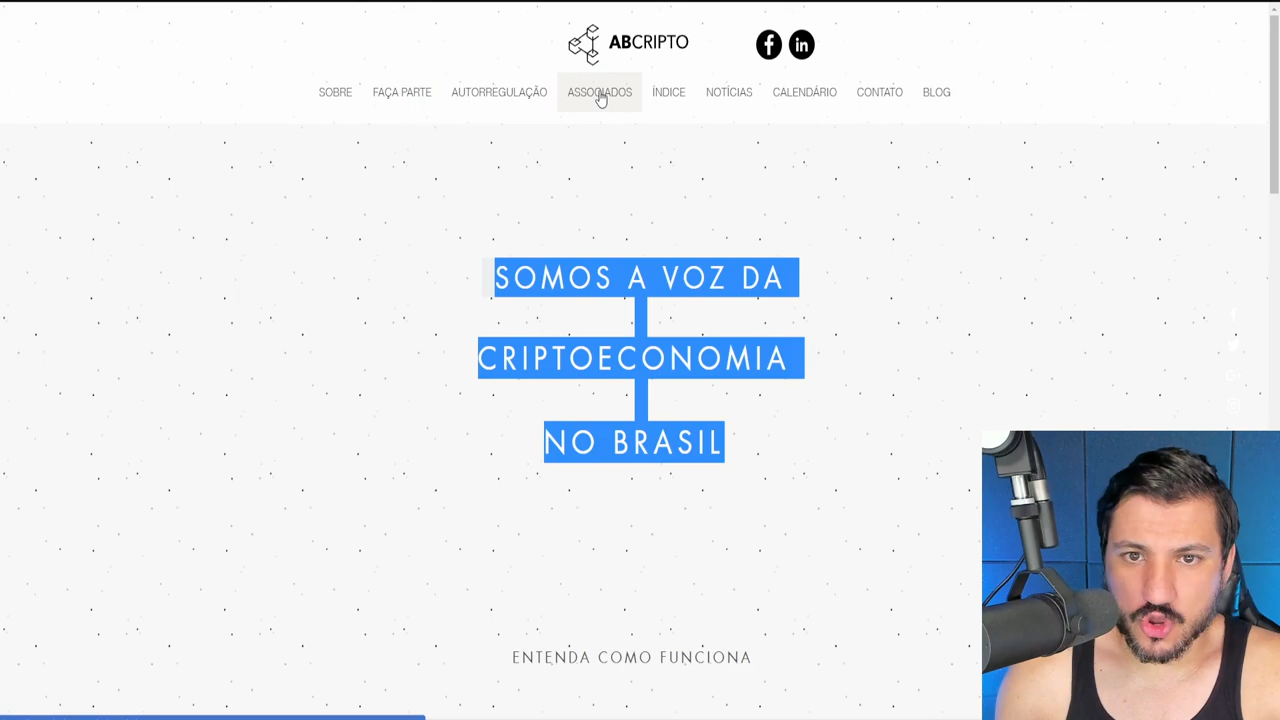 ABCRIPTO
SOBRE FAÇA PARTE AUTORREGULAÇÃO ASSOCIADOS ÍNDICE NOTÍCIAS CALENDÁRIO CONTATO BLOG
SOMOS A VOZ DA
CRIPTOECONOMIA
NO BRASIL
ENTENDA COMO FUNCIONA